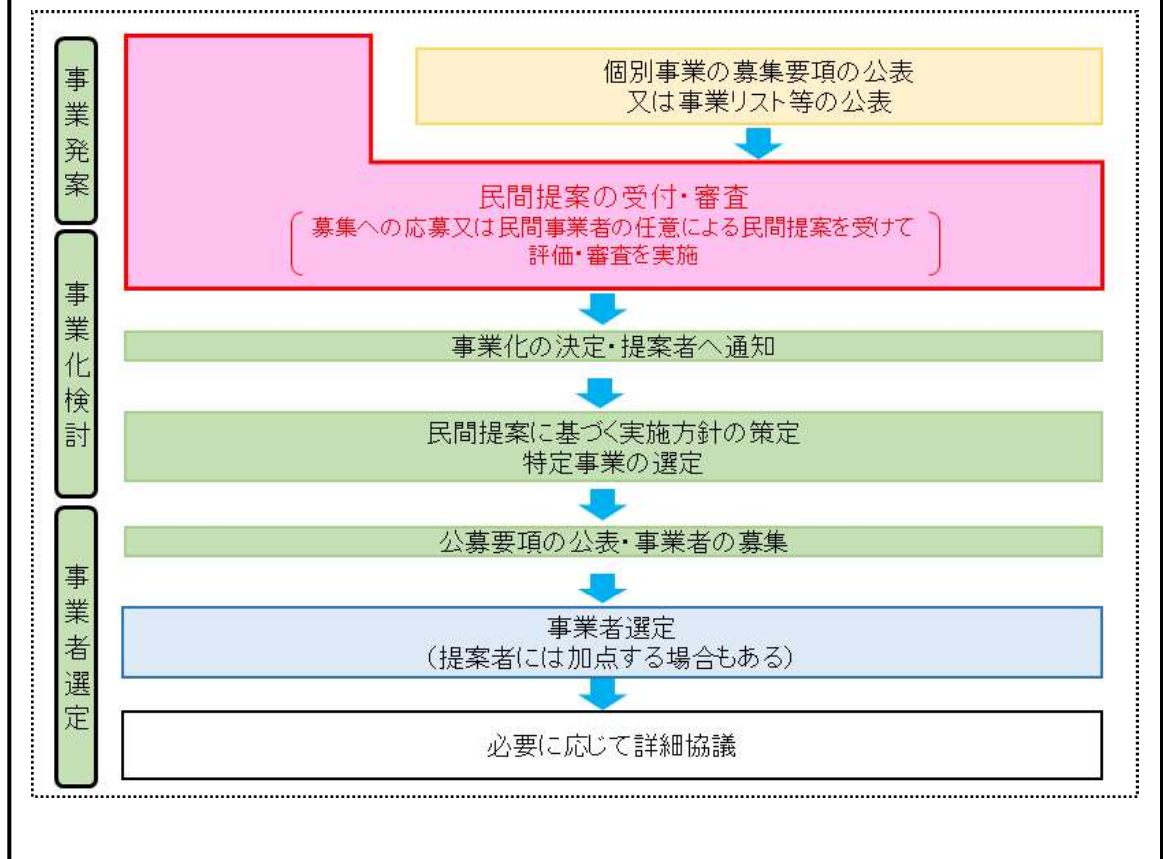 事業発案
個別事業の募集要項の公表
又は事業リスト等の公表
民間提案の受付・審査
募集への応募又は民間事業者の任意による民間提案を受けて
評価・審査を実施
事業化検討
事業化の決定・提案者へ通知
民間提案に基づく実施方針の策定
特定事業の選定
事業者選定
公募要項の公表・事業者の募集
事業者選定
（提案者には加点する場合もある）
必要に応じて詳細協議